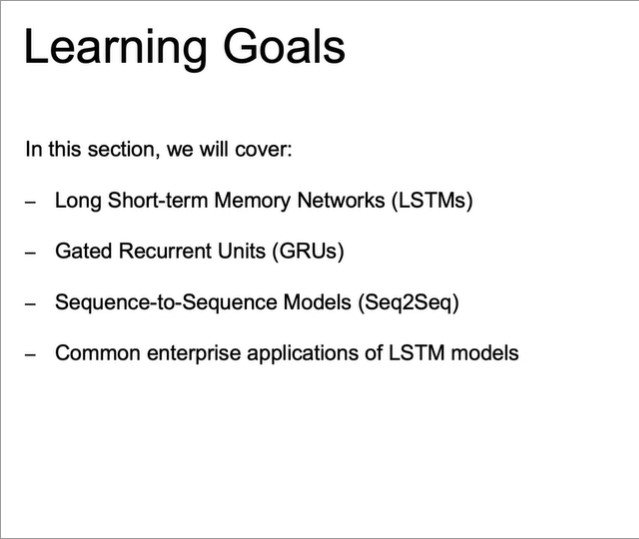 Learning Goals
In this section, we will cover:
– Long Short-term Memory Networks (LSTMs)
– Gated Recurrent Units (GRUs)
– Sequence-to-Sequence Models (Seq2Seq)
– Common enterprise applications of LSTM models